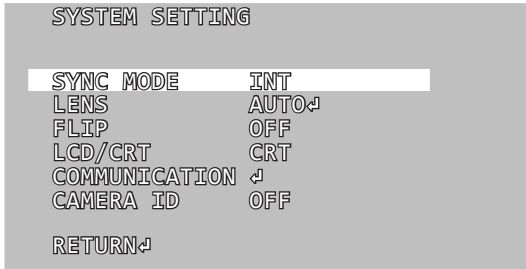 SYSTEM SETTING
SYNC MODE INT
LENS AUTO↲
FLIP OFF
LCD/CRT CRT
COMMUNICATION ↲
CAMERA ID OFF
RETURN↲